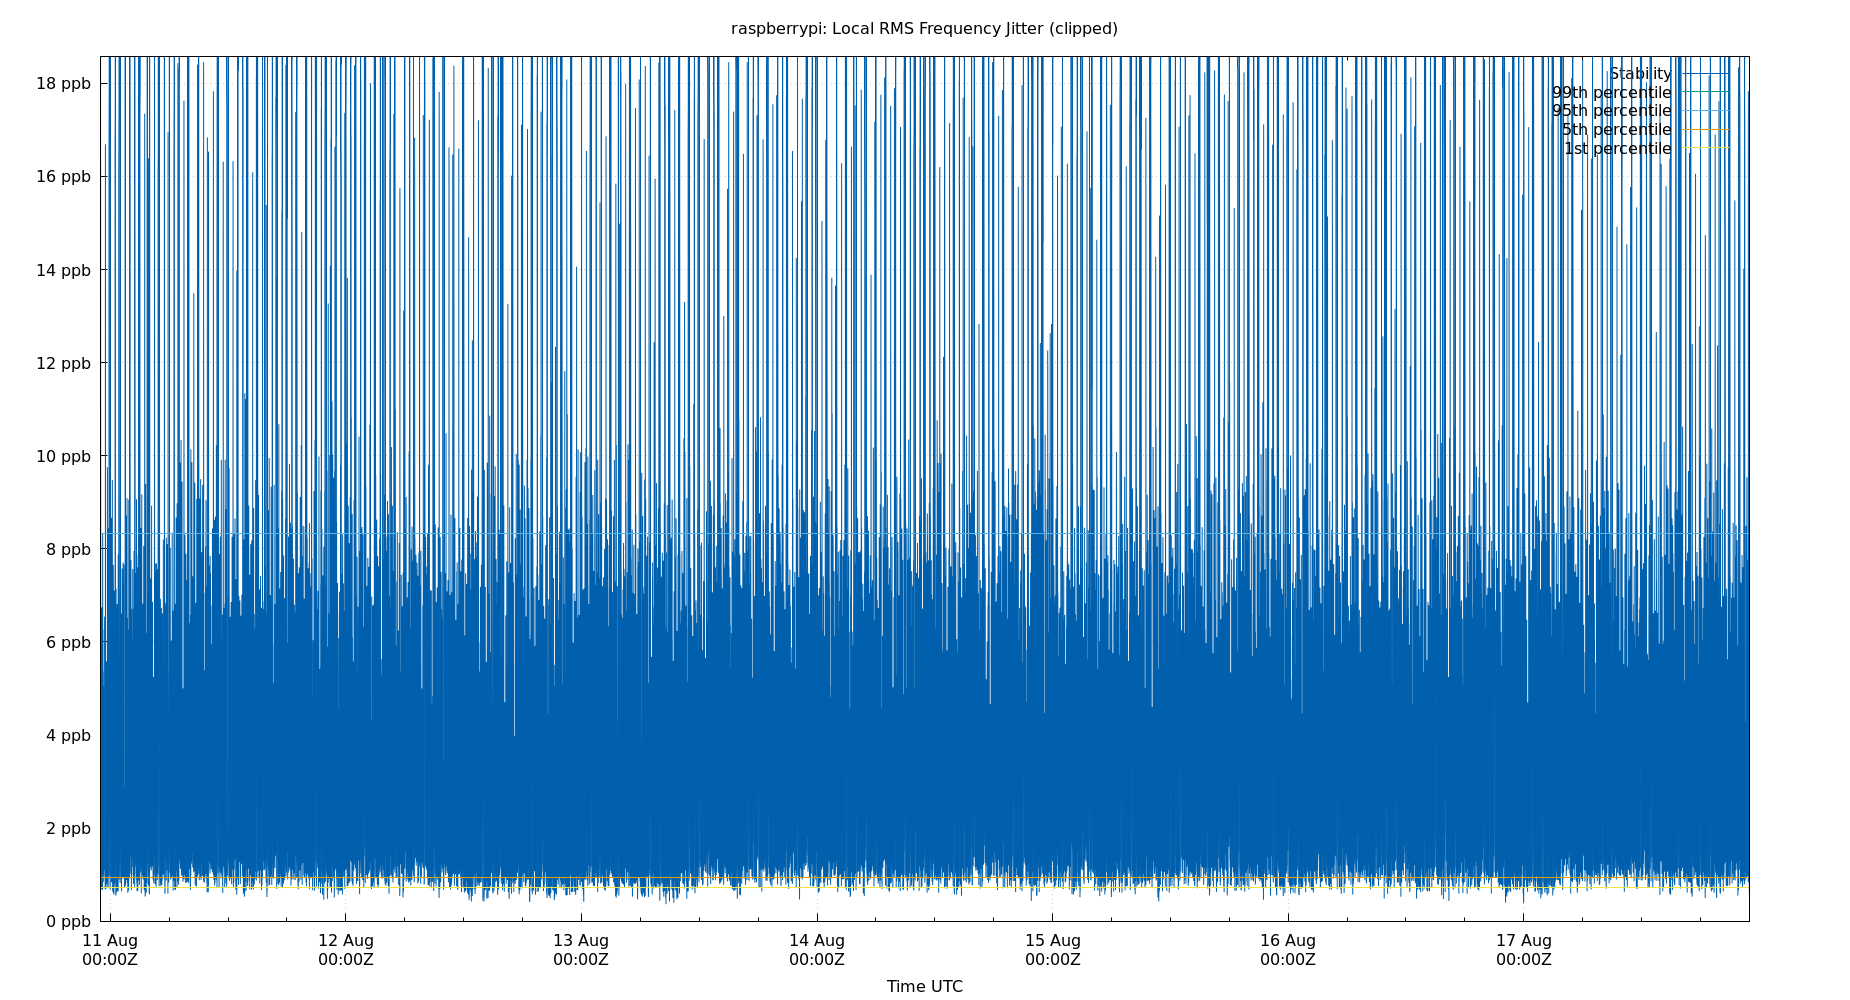 raspberrypi: Local RMS Frequency Jitter (clipped)
18 ppb
16 ppb
14 ppb
12 ppb
10 ppb
8 ppb
6 ppb
4 ppb
2 ppb
0 ppb
Stability
99th percentile
95th percentile
5th percentile
1st percentile
11 Aug
00:00Z
12 Aug
00:00Z
13 Aug
00:00Z
14 Aug
00:00Z
15 Aug
00:00Z
16 Aug
00:00Z
17 Aug
00:00Z
Time UTC